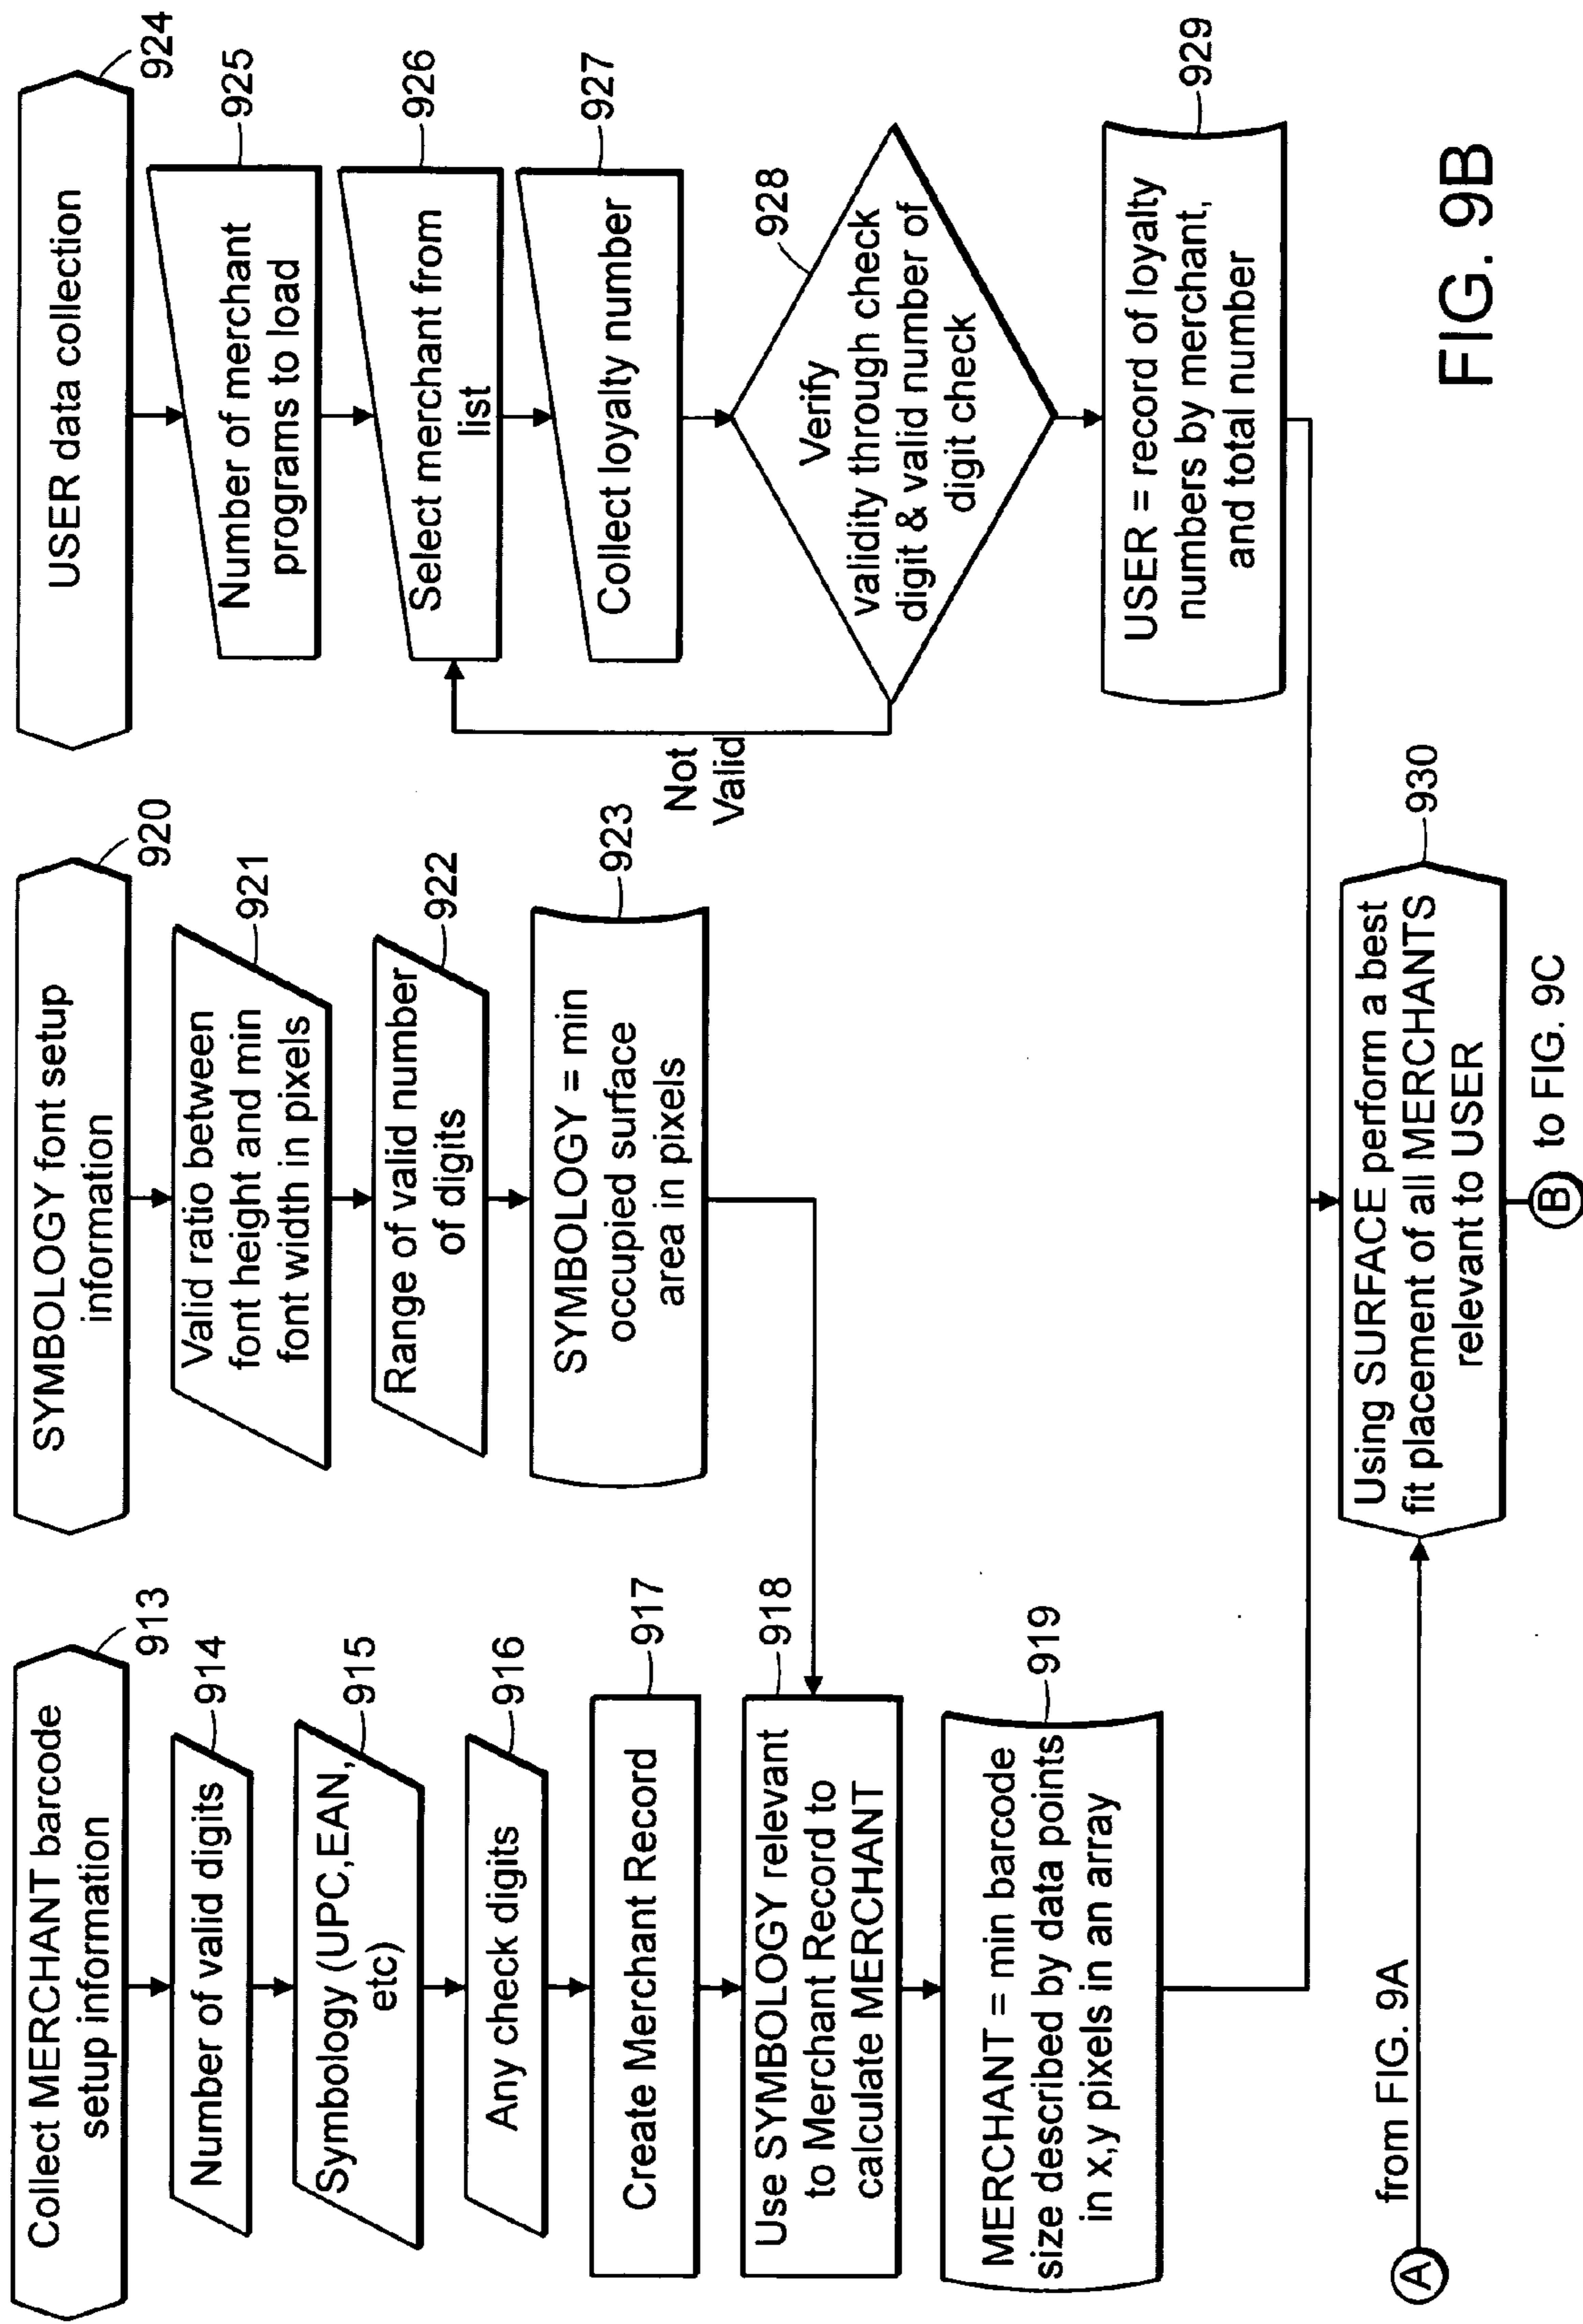 Collect MERCHANT barcode
setup information
913
Number of valid digits
914
Symbology (UPC,EAN,
etc)
915
Any check digits
916
Create Merchant Record
917
Use SYMBOLOGY relevant
to Merchant Record to
calculate MERCHANT
918
MERCHANT = min barcode
size described by data points
in x,y pixels in an array
919
SYMBOLOGY font setup
information
920
Valid ratio between
font height and min
font width in pixels
921
Range of valid number
of digits
922
SYMBOLOGY = min
occupied surface
area in pixels
923
USER data collection
924
Number of merchant
programs to load
925
Select merchant from
list
926
Collect loyalty number
927
Verify
validity through check
digit & valid number of
digit check
928
Not
Valid
USER = record of loyalty
numbers by merchant,
and total number
929
A
from FIG. 9A
Using SURFACE perform a best
fit placement of all MERCHANTS
relevant to USER
930
B to FIG. 9C
FIG. 9B